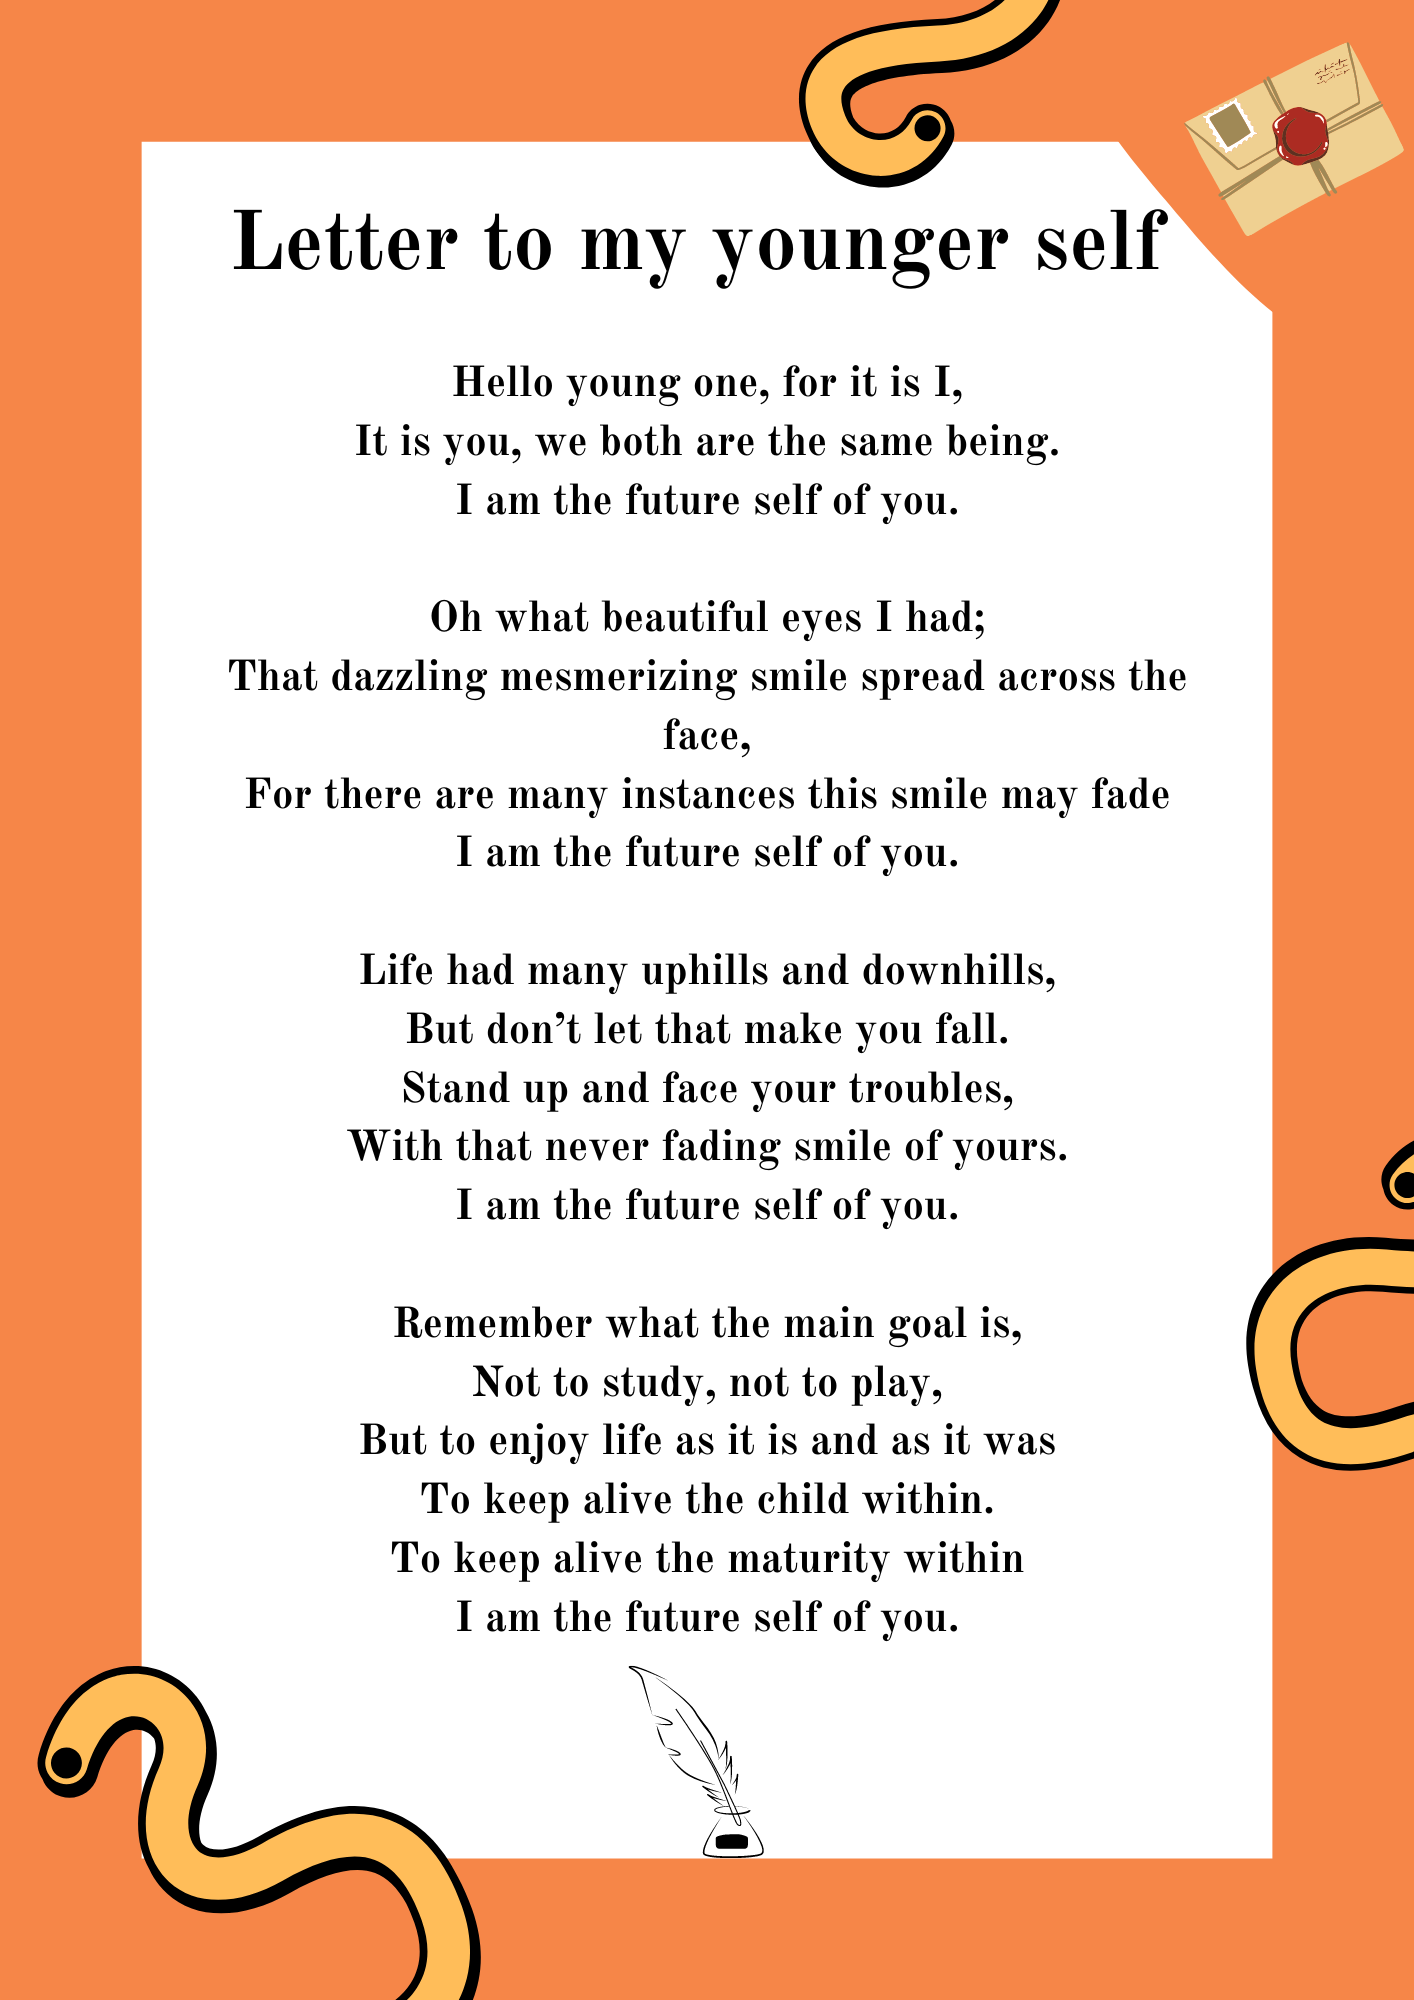 Letter to my younger self
Hello young one, for it is I,
It is you, we both are the same being.
I am the future self of you.
Oh what beautiful eyes I had;
That dazzling mesmerizing smile spread across the
face,
For there are many instances this smile may fade
I am the future self of you.
Life had many uphills and downhills,
But don’t let that make you fall.
Stand up and face your troubles,
With that never fading smile of yours.
I am the future self of you.
Remember what the main goal is,
Not to study, not to play,
But to enjoy life as it is and as it was
To keep alive the child within.
To keep alive the maturity within
I am the future self of you.